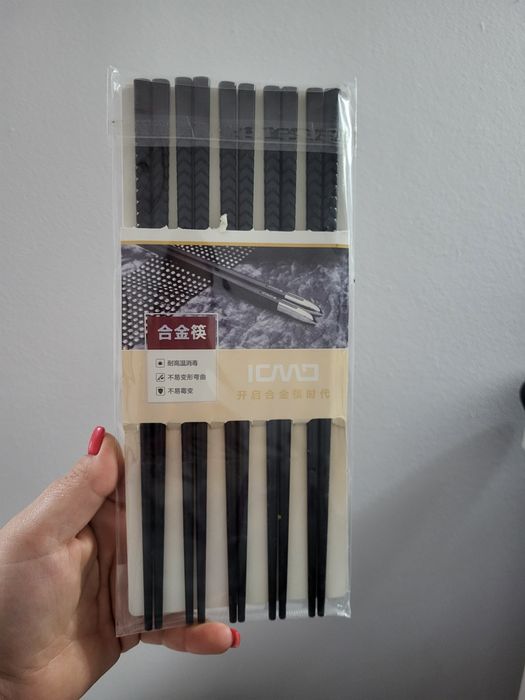 合金筷
耐高温消毒
不易变形弯曲
不易霉变
ICMD
开启合金筷时代